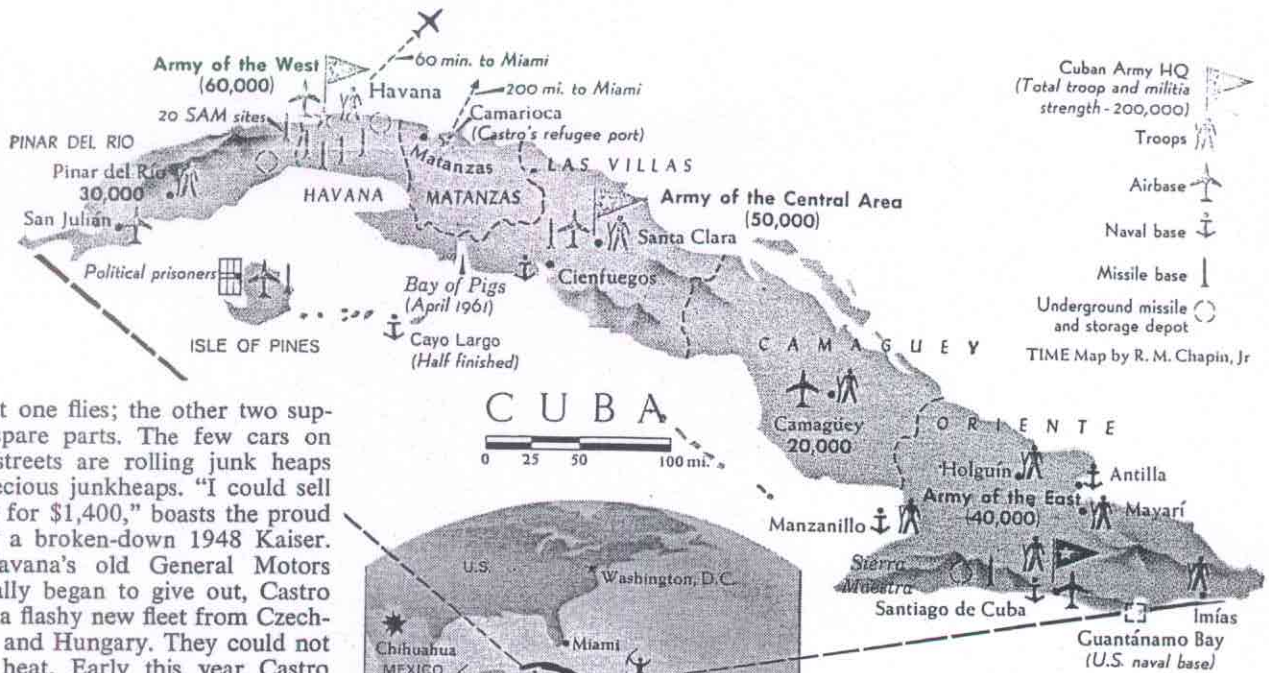 60 min. to Miami
Army of the West
(60,000)
Havana
200 mi. to Miami
Camarioca
(Castro's refugee port)
20 SAM sites
PINAR DEL RIO
Matanzas
LAS VILLAS
Pinar del Río
30,000
HAVANA
MATANZAS
Army of the Central Area
(50,000)
San Julián
Santa Clara
Political prisoners
Bay of Pigs
(April 1961)
Cienfuegos
ISLE OF PINES
Cayo Largo
(Half finished)
CAMAGUEY
Cuban Army HQ
(Total troop and militia
strength - 200,000)
Troops
Airbase
Naval base
Missile base
Underground missile
and storage depot
TIME Map by R. M. Chapin, Jr
CUBA
0 25 50 100 mi.
Camagüey
20,000
ORIENTE
Holguín
Antilla
Army of the East
(40,000)
Mayarí
Manzanillo
Sierra
Maestra
Santiago de Cuba
Imías
Guantánamo Bay
(U.S. naval base)
t one flies; the other two sup-
spare parts. The few cars on
streets are rolling junk heaps
ecious junkheaps. "I could sell
for $1,400," boasts the proud
a broken-down 1948 Kaiser.
avana's old General Motors
ally began to give out, Castro
a flashy new fleet from Czech-
and Hungary. They could not
heat. Early this year Castro
U.S.
Washington, D.C.
Miami
Chihuahua
MEXICO